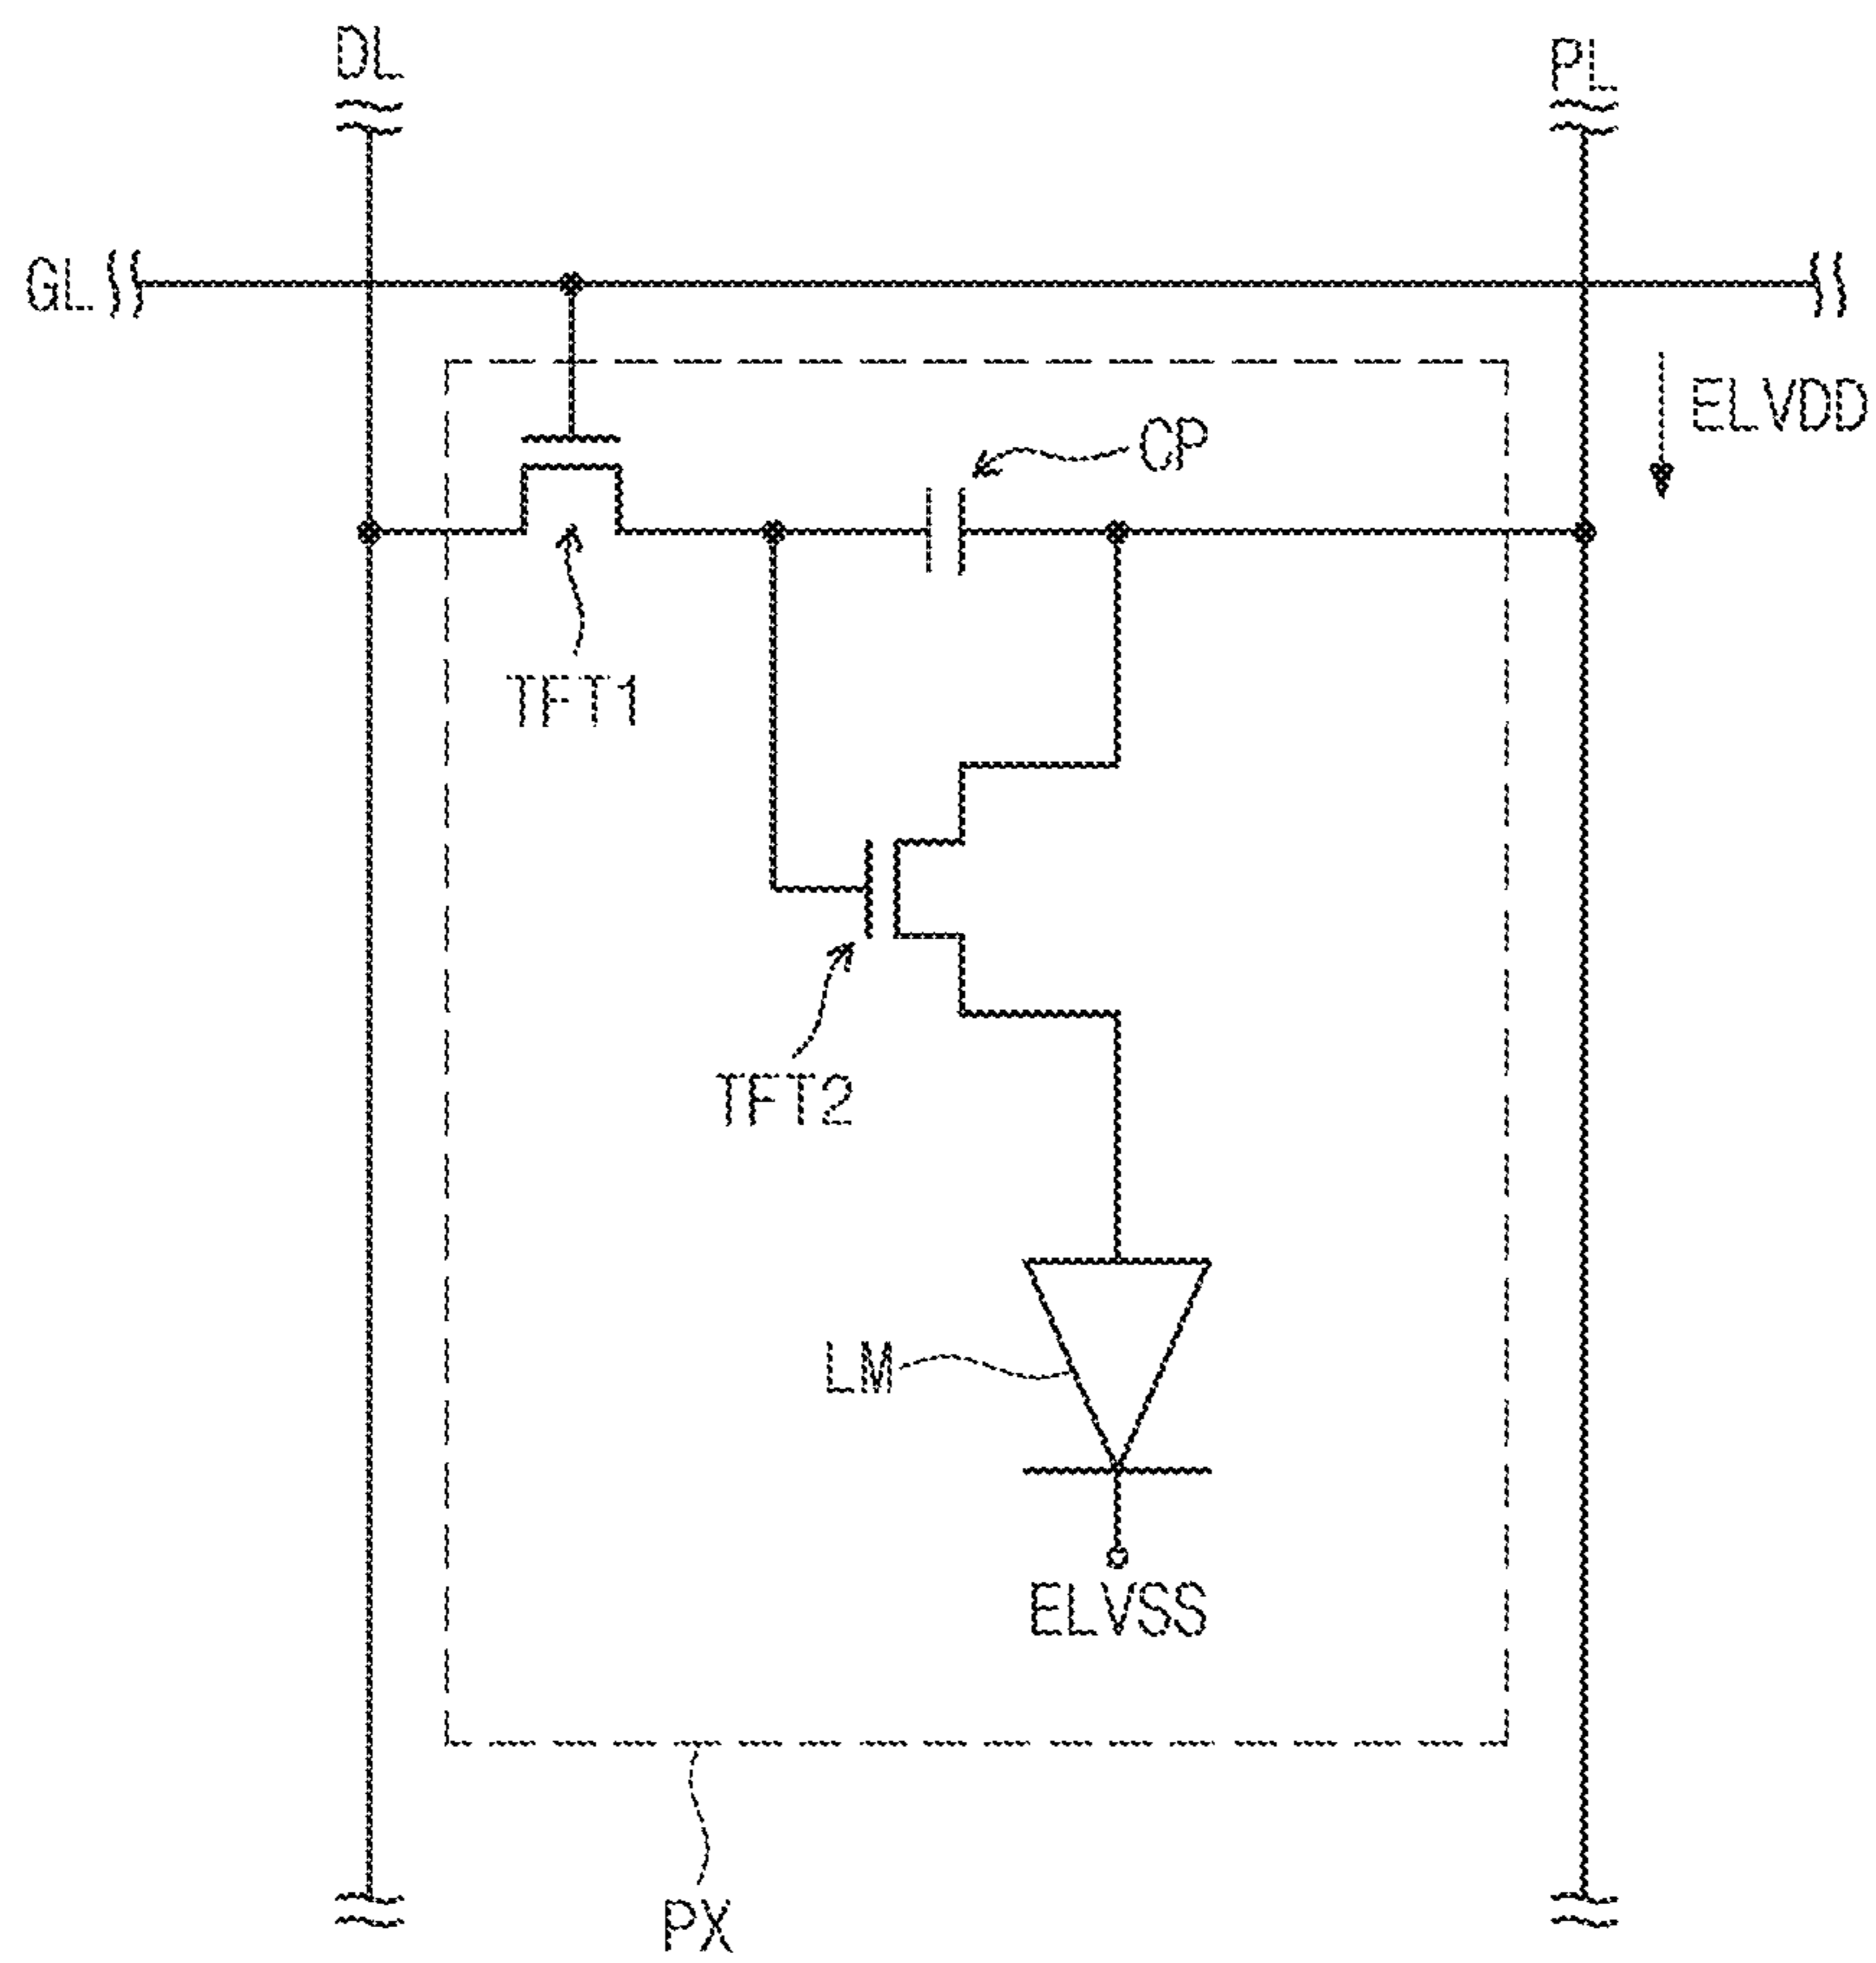 DL
PL
GL
ELVDD
CP
TFT1
TFT2
LM
ELVSS
PX